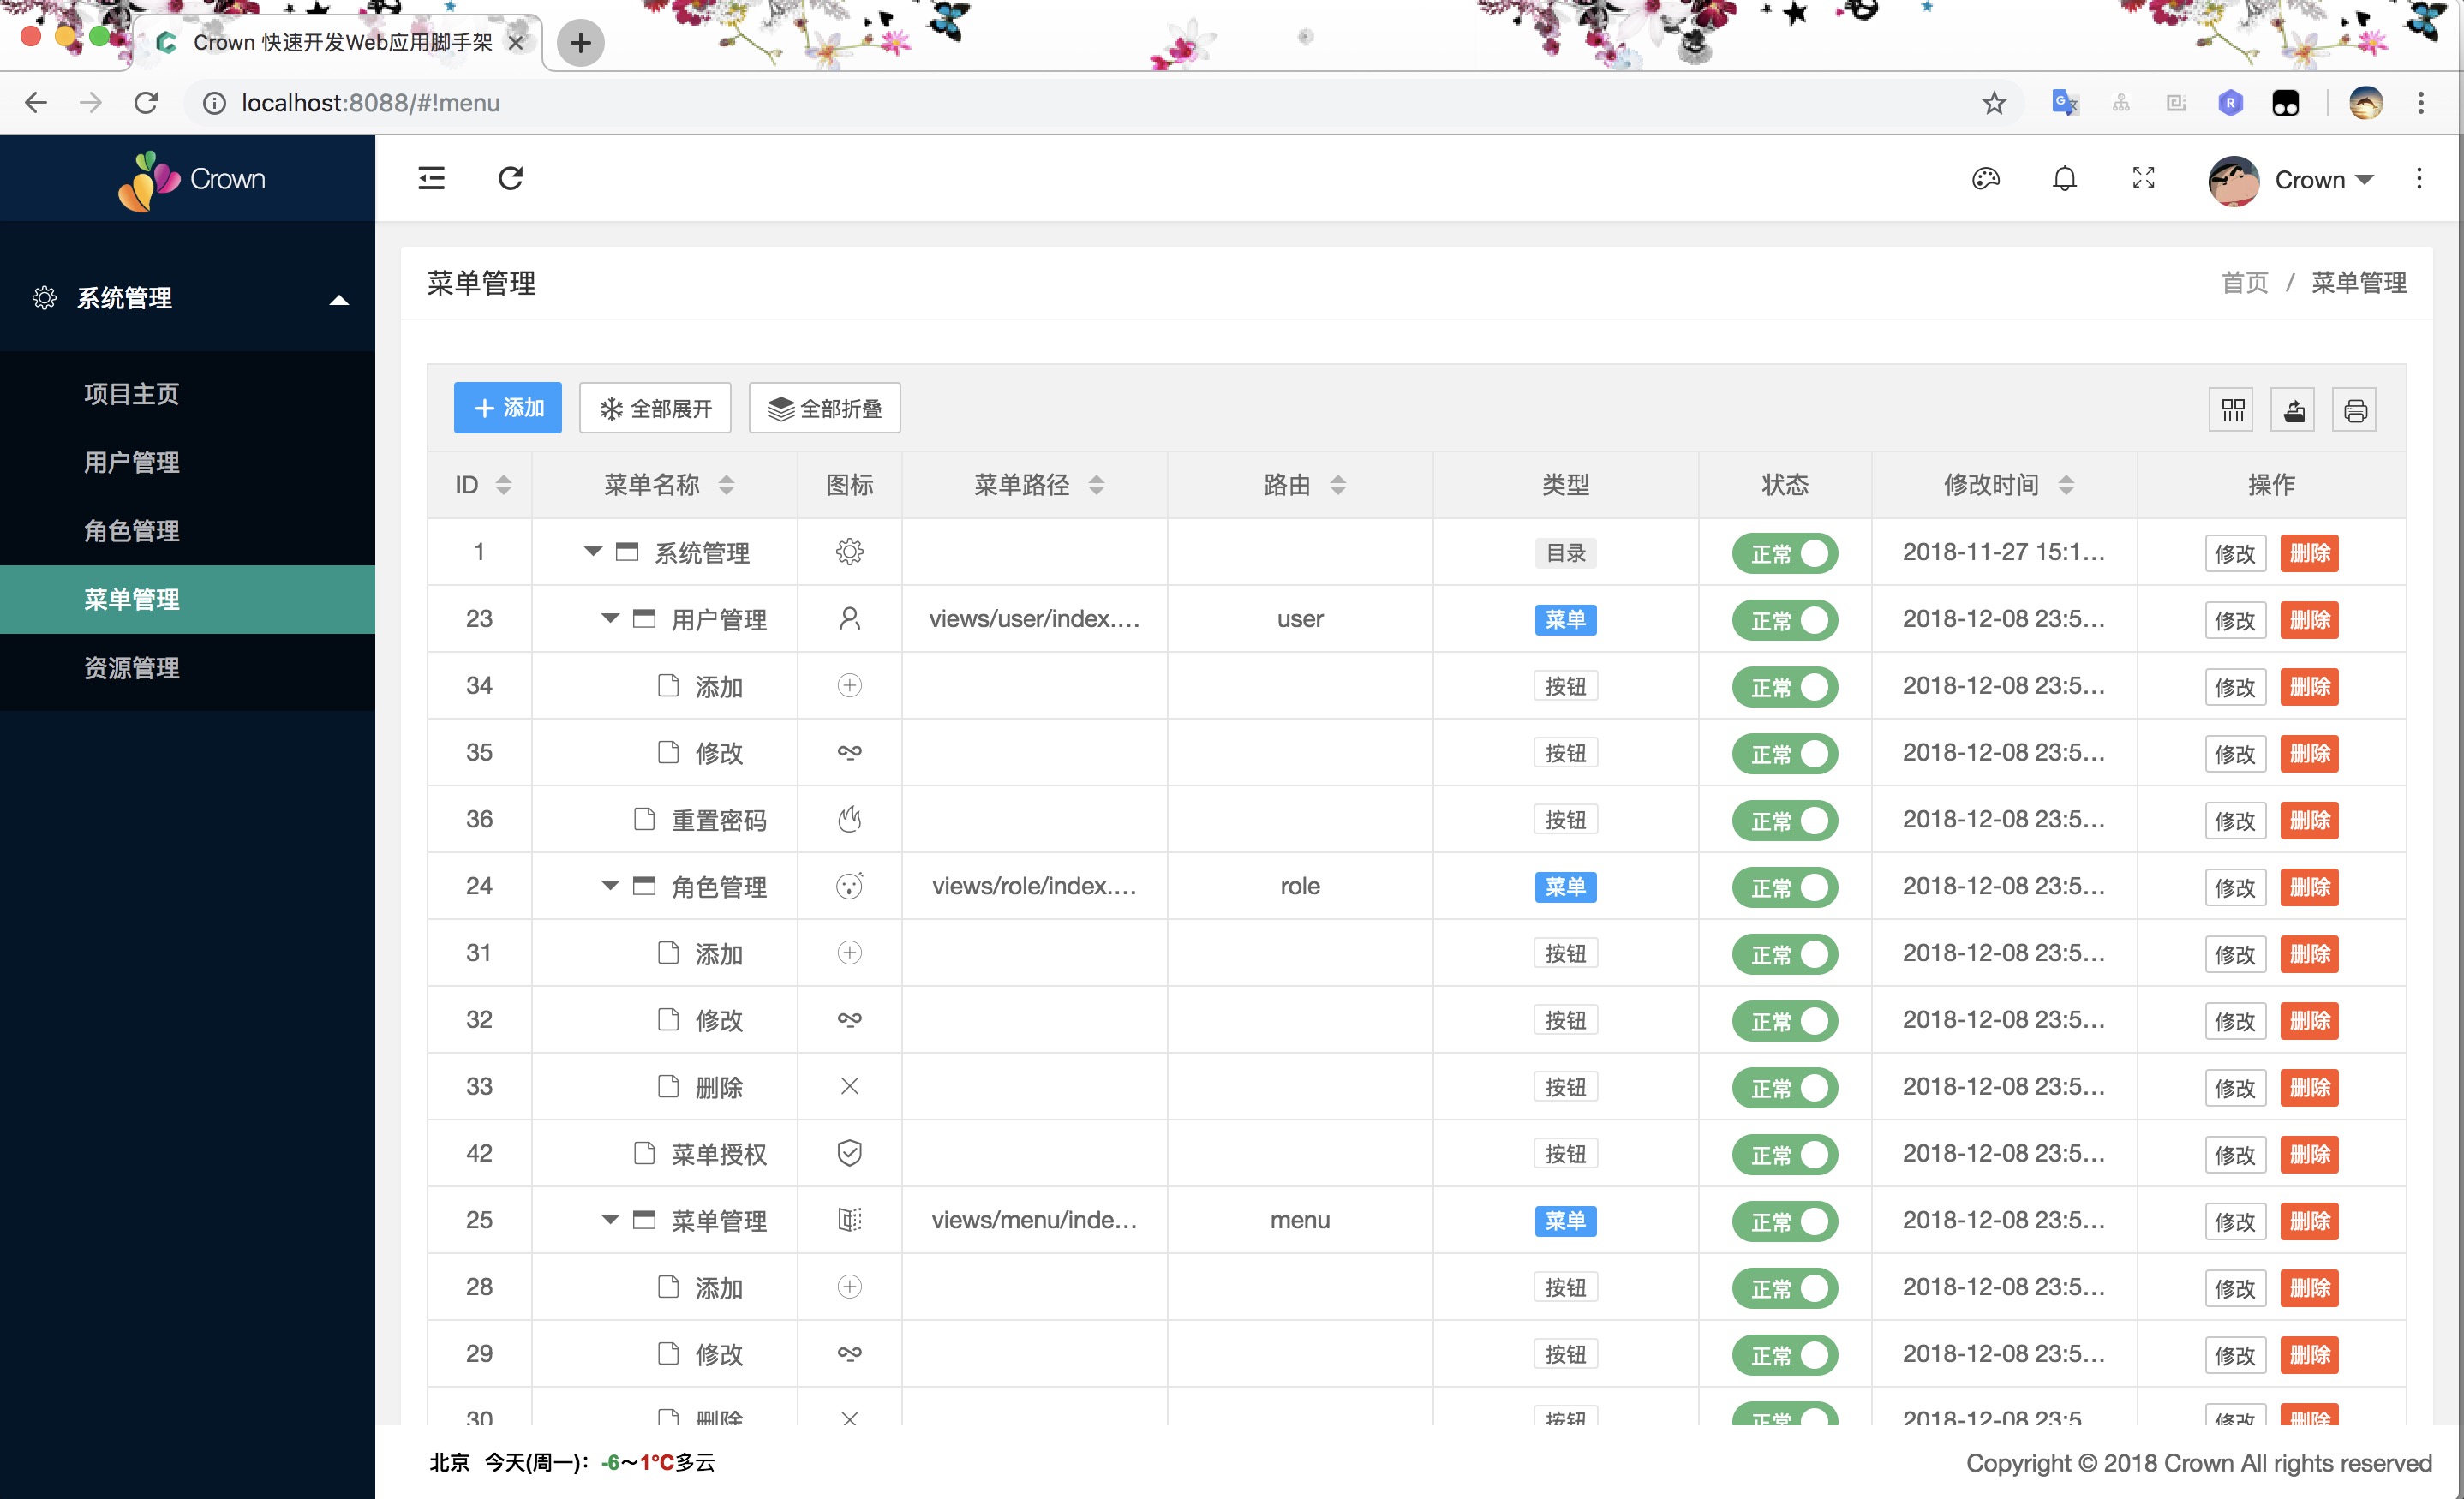 Crown 快速开发Web应用脚手架
localhost:8088/#!menu
Crown
Crown
系统管理
项目主页
用户管理
角色管理
菜单管理
资源管理
菜单管理
首页 / 菜单管理
添加 全部展开 全部折叠
ID 菜单名称 图标 菜单路径 路由 类型 状态 修改时间 操作
1 系统管理 目录 正常 2018-11-27 15:1... 修改 删除
23 用户管理 views/user/index.... user 菜单 正常 2018-12-08 23:5... 修改 删除
34 添加 按钮 正常 2018-12-08 23:5... 修改 删除
35 修改 按钮 正常 2018-12-08 23:5... 修改 删除
36 重置密码 按钮 正常 2018-12-08 23:5... 修改 删除
24 角色管理 views/role/index.... role 菜单 正常 2018-12-08 23:5... 修改 删除
31 添加 按钮 正常 2018-12-08 23:5... 修改 删除
32 修改 按钮 正常 2018-12-08 23:5... 修改 删除
33 删除 按钮 正常 2018-12-08 23:5... 修改 删除
42 菜单授权 按钮 正常 2018-12-08 23:5... 修改 删除
25 菜单管理 views/menu/inde... menu 菜单 正常 2018-12-08 23:5... 修改 删除
28 添加 按钮 正常 2018-12-08 23:5... 修改 删除
29 修改 按钮 正常 2018-12-08 23:5... 修改 删除
30 删除 按钮 正常 2018-12-08 23:5 修改 删除
北京 今天(周一)：-6～1℃多云
Copyright © 2018 Crown All rights reserved